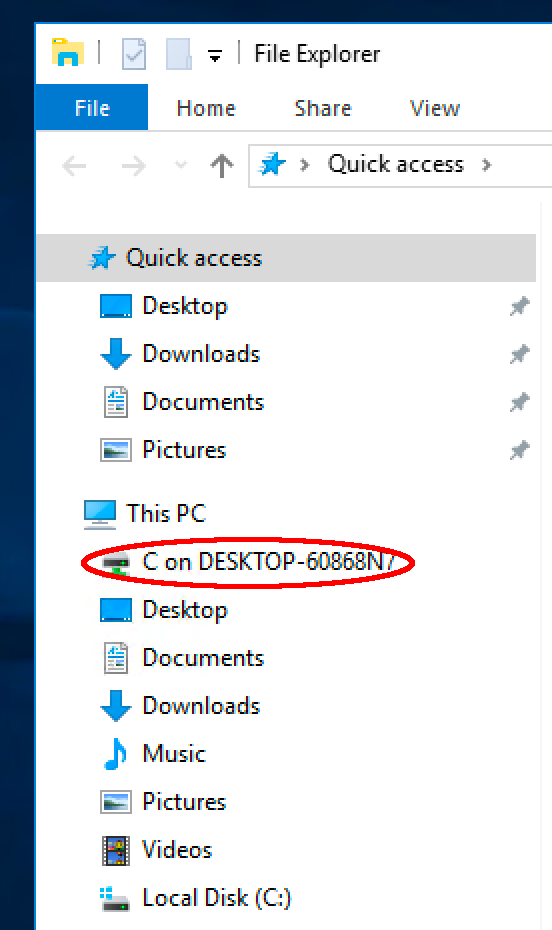 File Explorer
File Home Share View
Quick access
Quick access
Desktop
Downloads
Documents
Pictures
This PC
C on DESKTOP-60868N7
Desktop
Documents
Downloads
Music
Pictures
Videos
Local Disk (C:)